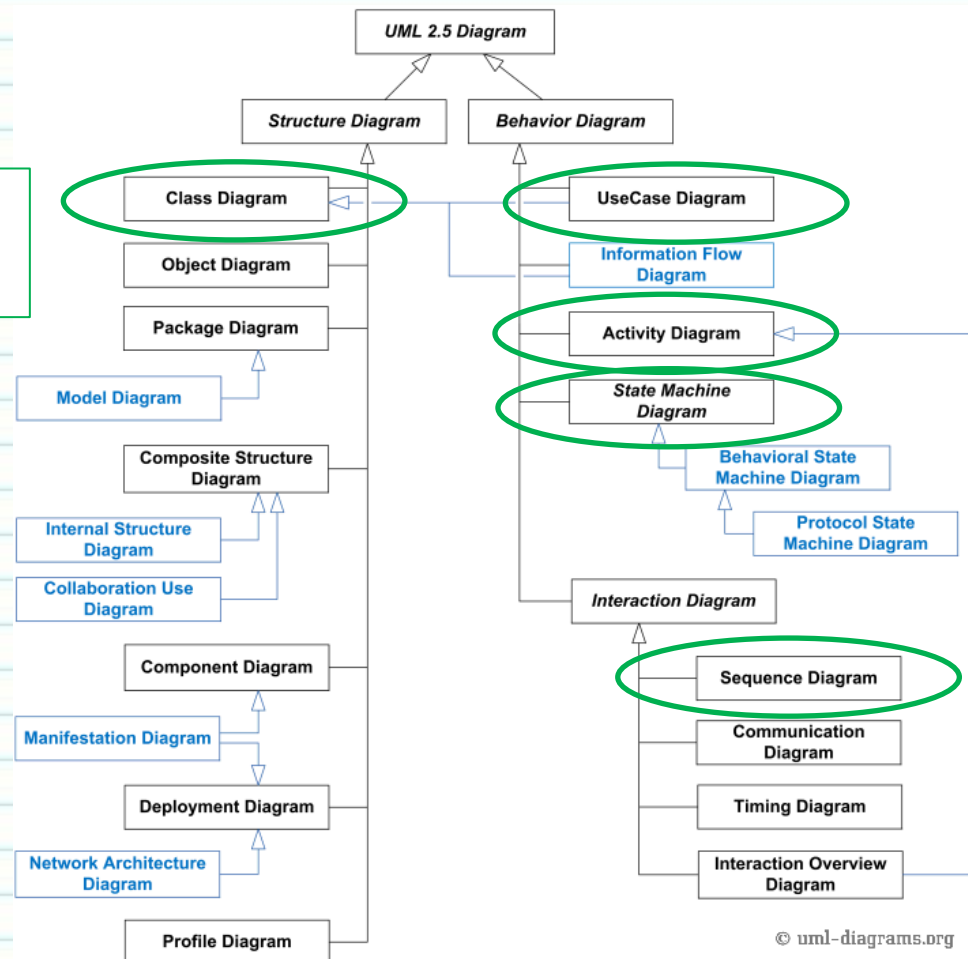 UML 2.5 Diagram
Structure Diagram
Behavior Diagram
Class Diagram
UseCase Diagram
Object Diagram
Information Flow
Diagram
Package Diagram
Activity Diagram
Model Diagram
State Machine
Diagram
Composite Structure
Diagram
Behavioral State
Machine Diagram
Internal Structure
Diagram
Protocol State
Machine Diagram
Collaboration Use
Diagram
Interaction Diagram
Component Diagram
Sequence Diagram
Manifestation Diagram
Communication
Diagram
Deployment Diagram
Timing Diagram
Network Architecture
Diagram
Interaction Overview
Diagram
Profile Diagram
© uml-diagrams.org